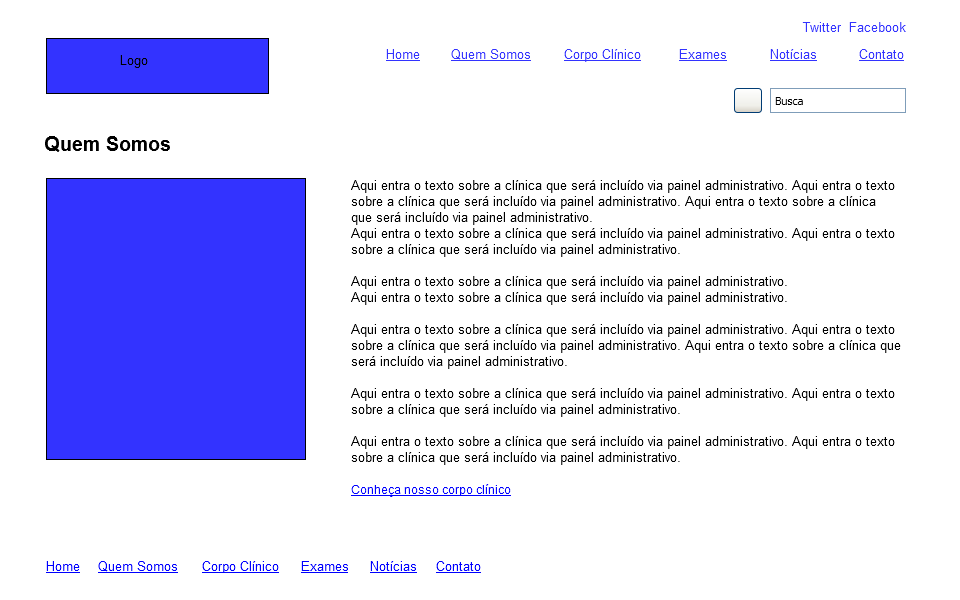 Twitter Facebook
Logo
Home Quem Somos Corpo Clínico Exames Notícias Contato
Busca
Quem Somos
Aqui entra o texto sobre a clínica que será incluído via painel administrativo. Aqui entra o texto
sobre a clínica que será incluído via painel administrativo. Aqui entra o texto sobre a clínica
que será incluído via painel administrativo.
Aqui entra o texto sobre a clínica que será incluído via painel administrativo. Aqui entra o texto
sobre a clínica que será incluído via painel administrativo.
Aqui entra o texto sobre a clínica que será incluído via painel administrativo.
Aqui entra o texto sobre a clínica que será incluído via painel administrativo.
Aqui entra o texto sobre a clínica que será incluído via painel administrativo. Aqui entra o texto
sobre a clínica que será incluído via painel administrativo. Aqui entra o texto sobre a clínica que
será incluído via painel administrativo.
Aqui entra o texto sobre a clínica que será incluído via painel administrativo. Aqui entra o texto
sobre a clínica que será incluído via painel administrativo.
Aqui entra o texto sobre a clínica que será incluído via painel administrativo. Aqui entra o texto
sobre a clínica que será incluído via painel administrativo.
Conheça nosso corpo clínico
Home Quem Somos Corpo Clínico Exames Notícias Contato